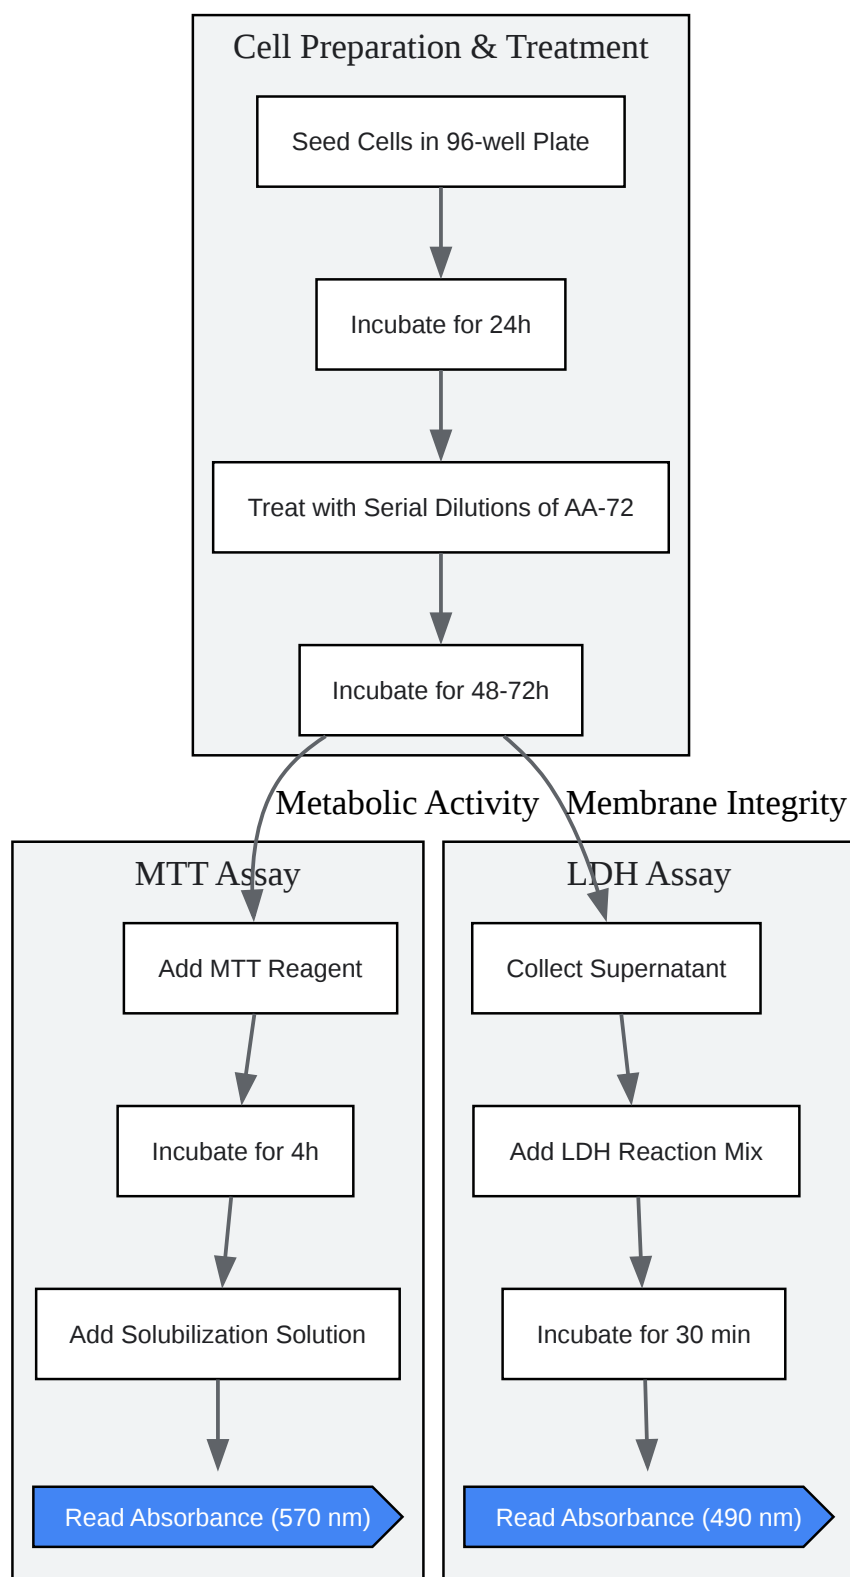 Cell Preparation & Treatment
Seed Cells in 96-well Plate
Incubate for 24h
Treat with Serial Dilutions of AA-72
Incubate for 48-72h
Metabolic Activity
Membrane Integrity
MTT Assay
Add MTT Reagent
Incubate for 4h
Add Solubilization Solution
Read Absorbance (570 nm)
LDH Assay
Collect Supernatant
Add LDH Reaction Mix
Incubate for 30 min
Read Absorbance (490 nm)